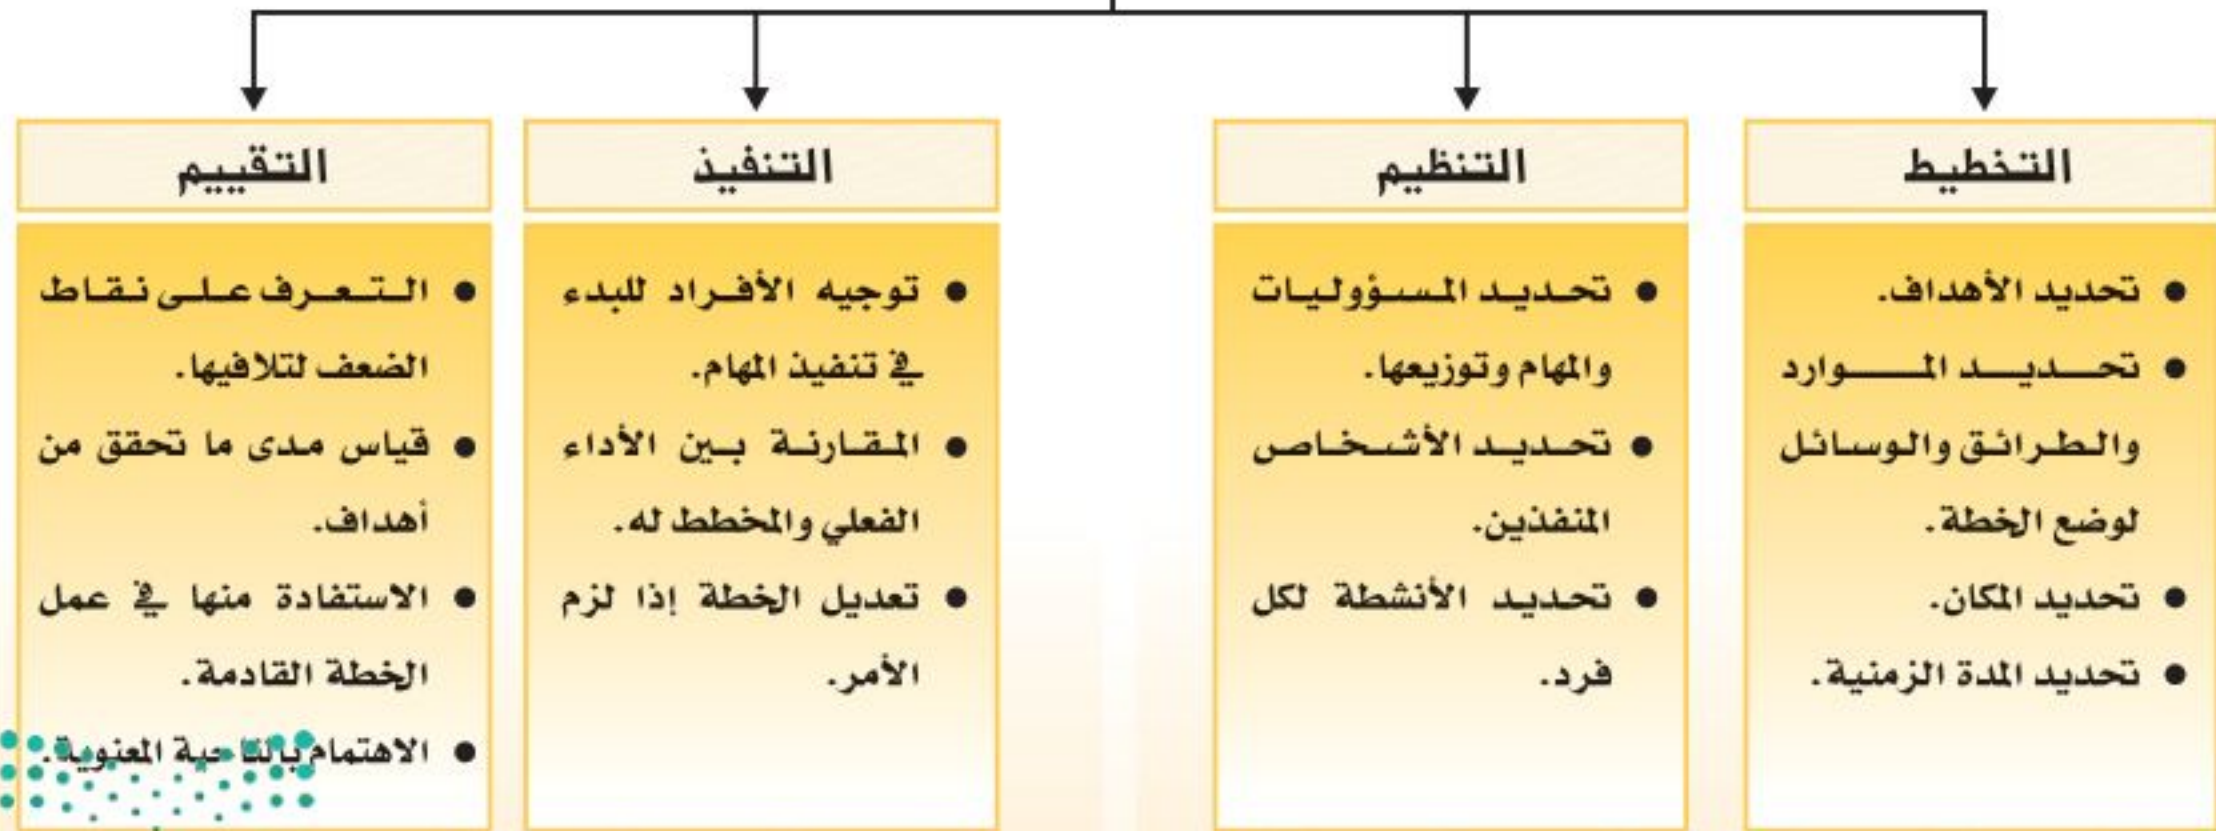 التخطيط
تحديد الأهداف.
تحديد الموارد
والطرائق والوسائل
لوضع الخطة.
تحديد المكان.
تحديد المدة الزمنية.
التنظيم
تحديد المسؤوليات
والمهام وتوزيعها.
تحديد الأشخاص
المنفذين.
تحديد الأنشطة لكل
فرد.
التنفيذ
توجيه الأفراد للبدء
في تنفيذ المهام.
المقارنة بين الأداء
الفعلي والمخطط له.
تعديل الخطة إذا لزم
الأمر.
التقييم
التعرف على نقاط
الضعف لتلافيها.
قياس مدى ما تحقق من
أهداف.
الاستفادة منها في عمل
الخطة القادمة.
الاهتمام بالناحية المعنوية.